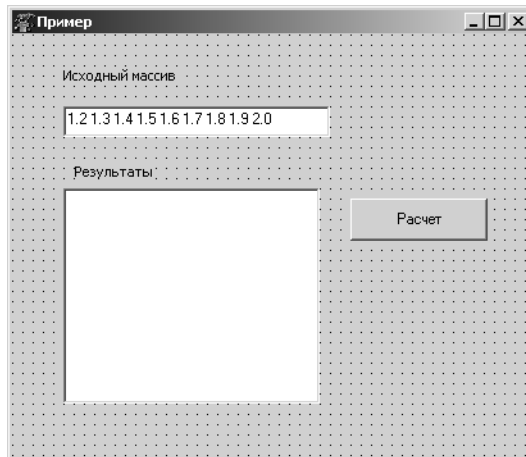 Пример
Исходный массив
1.2 1.3 1.4 1.5 1.6 1.7 1.8 1.9 2.0
Результаты
Расчет